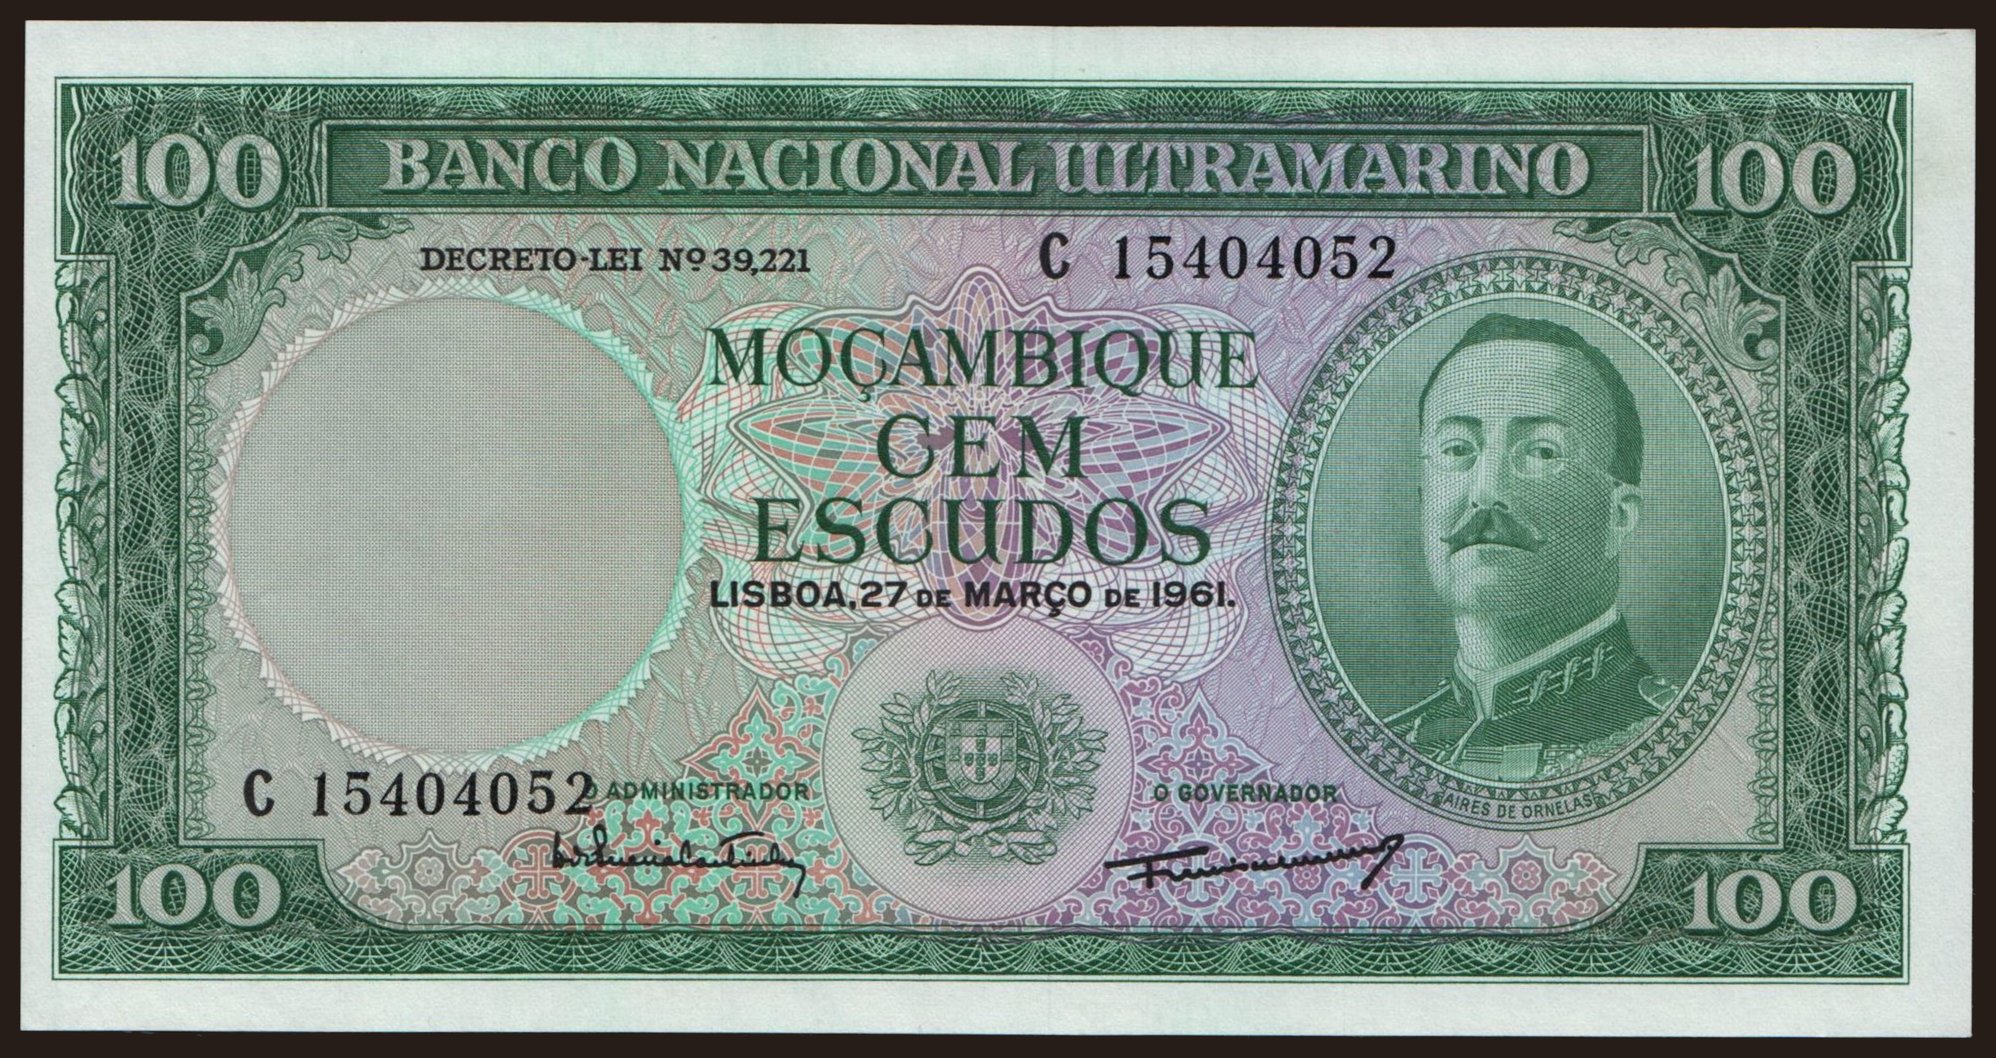 100 BANCO NACIONAL ULTRAMARINO 100
DECRETO-LEI Nº 39,221
C 15404052
MOÇAMBIQUE
CEM
ESCUDOS
LISBOA, 27 DE MARÇO DE 1961.
C 15404052
O ADMINISTRADOR
O GOVERNADOR
AIRES DE ORNELAS
100 100